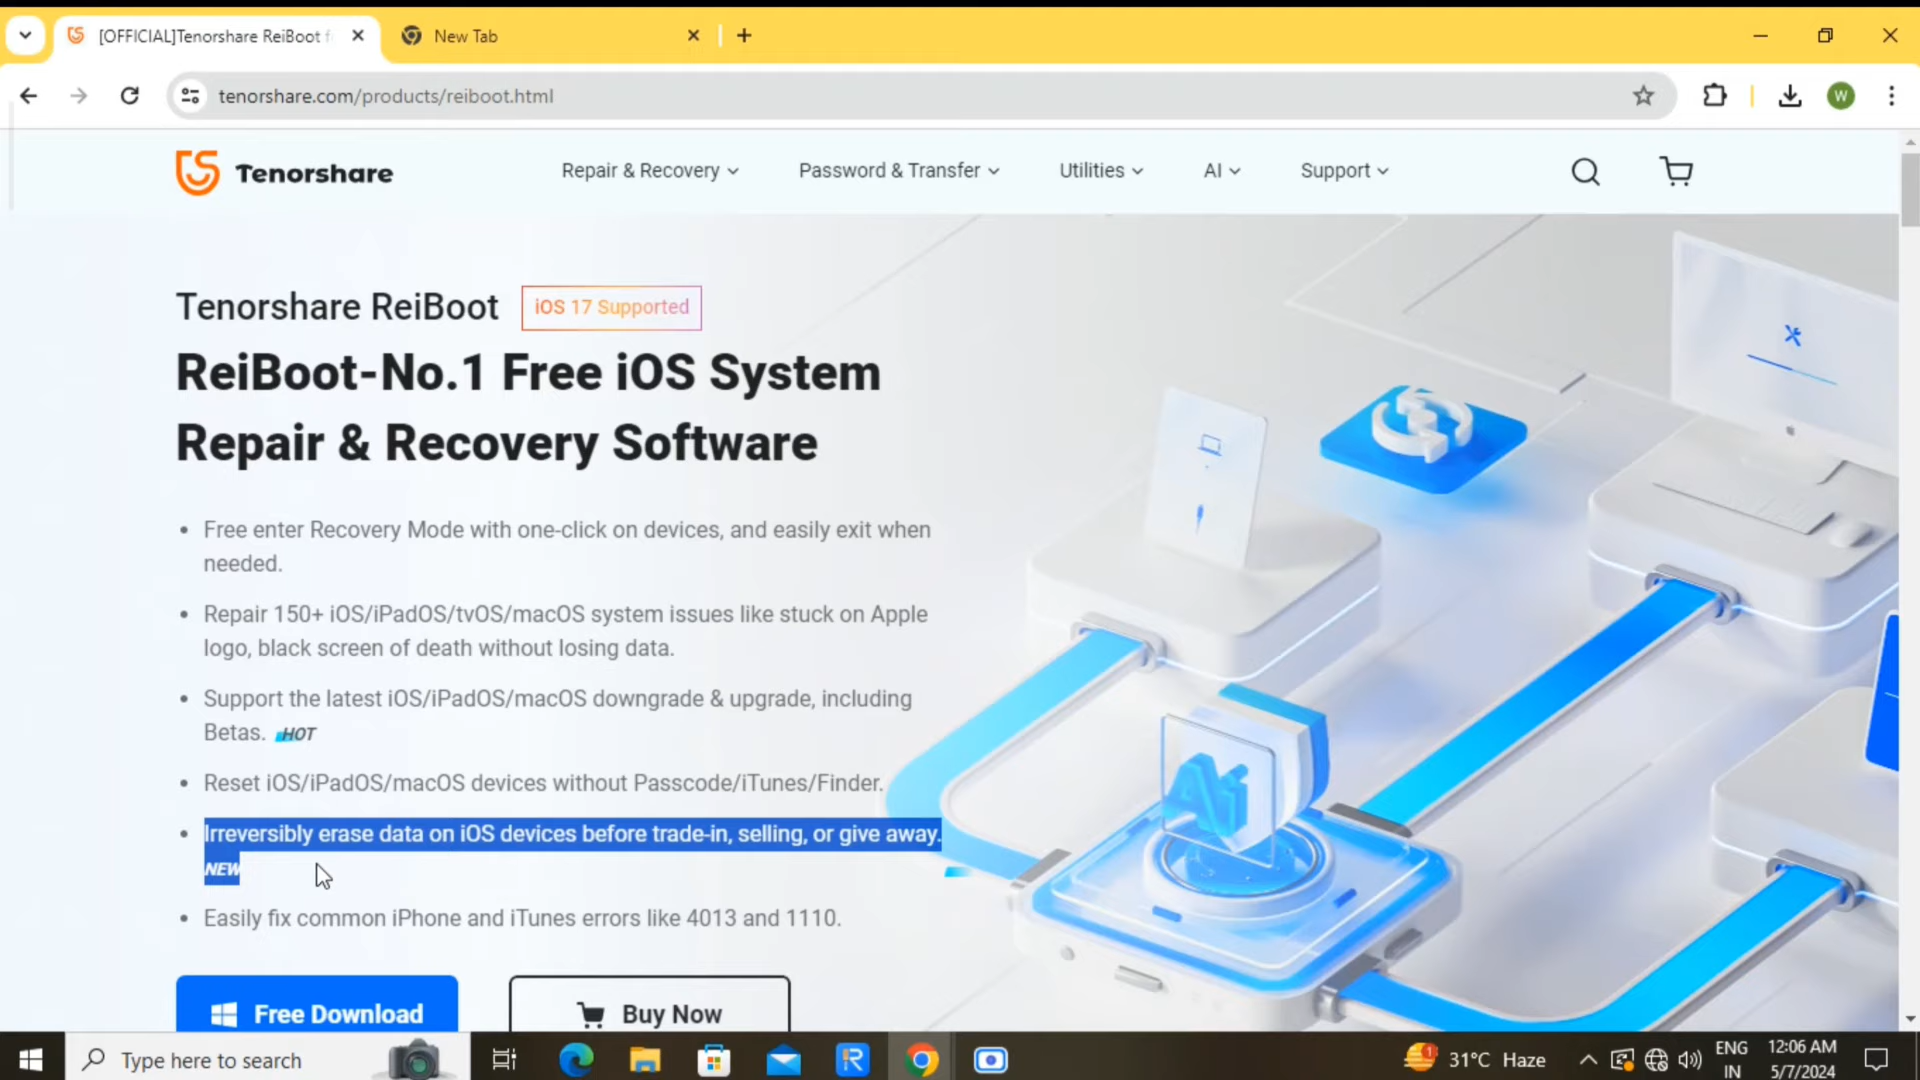 [OFFICIAL]Tenorshare ReiBoot f
New Tab
tenorshare.com/products/reiboot.html
W
Tenorshare
Repair & Recovery
Password & Transfer
Utilities
AI
Support
Tenorshare ReiBoot
iOS 17 Supported
ReiBoot-No.1 Free iOS System
Repair & Recovery Software
• Free enter Recovery Mode with one-click on devices, and easily exit when
needed.
• Repair 150+ iOS/iPadOS/tvOS/macOS system issues like stuck on Apple
logo, black screen of death without losing data.
• Support the latest iOS/iPadOS/macOS downgrade & upgrade, including
Betas. HOT
• Reset iOS/iPadOS/macOS devices without Passcode/iTunes/Finder.
• Irreversibly erase data on iOS devices before trade-in, selling, or give away.
NEW
• Easily fix common iPhone and iTunes errors like 4013 and 1110.
Ai
Free Download
Buy Now
Type here to search
R
1
31°C Haze
ENG
IN
12:06 AM
5/7/2024